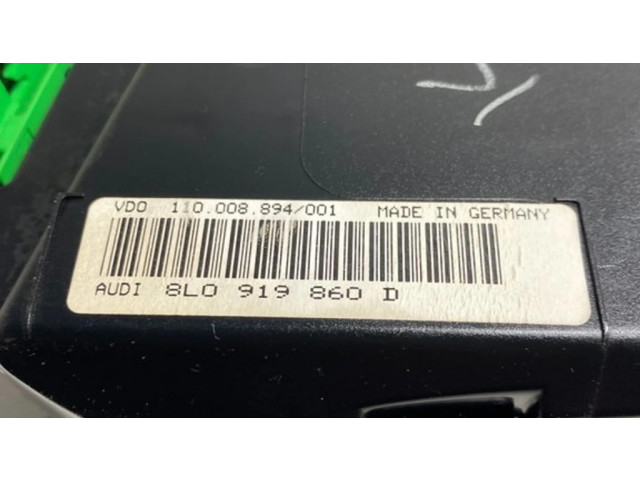 VDO 110.008.894/001 MADE IN GERMANY
AUDI 8L0 919 860 D